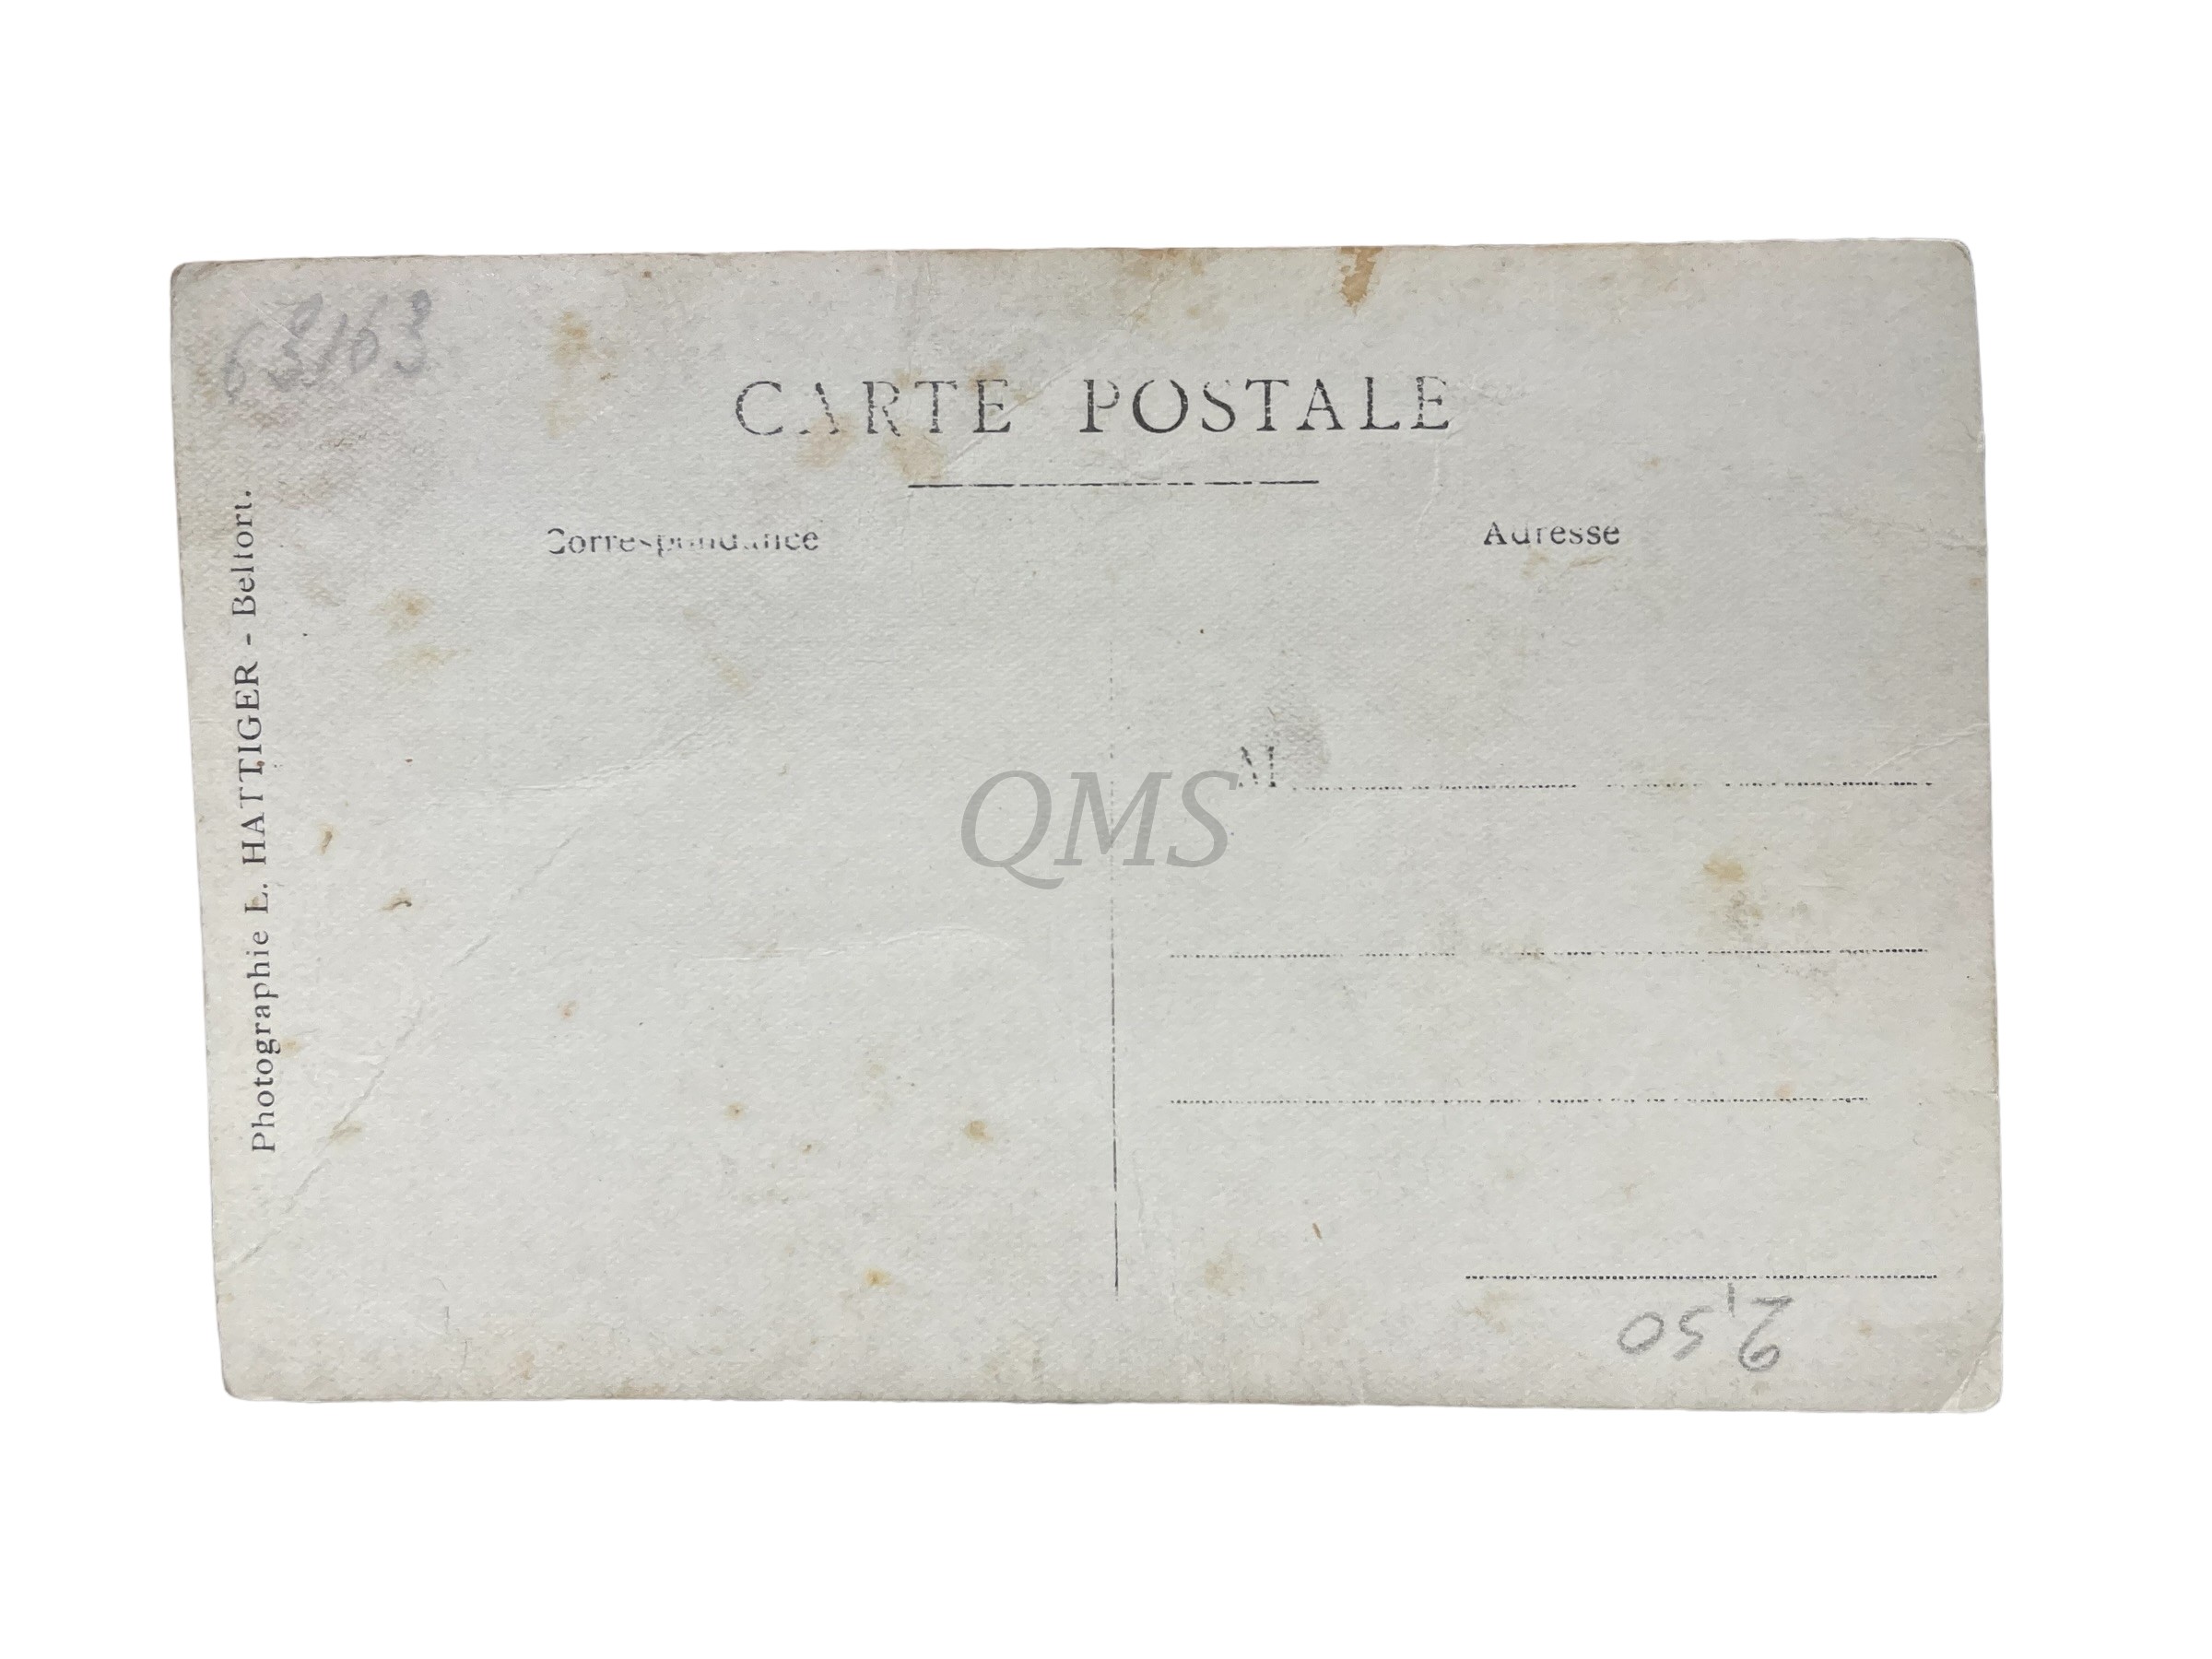 63163
CARTE POSTALE
Correspondance
Adresse
Photographie E. HATTIGER - Belfort.
M
QMS
2,50